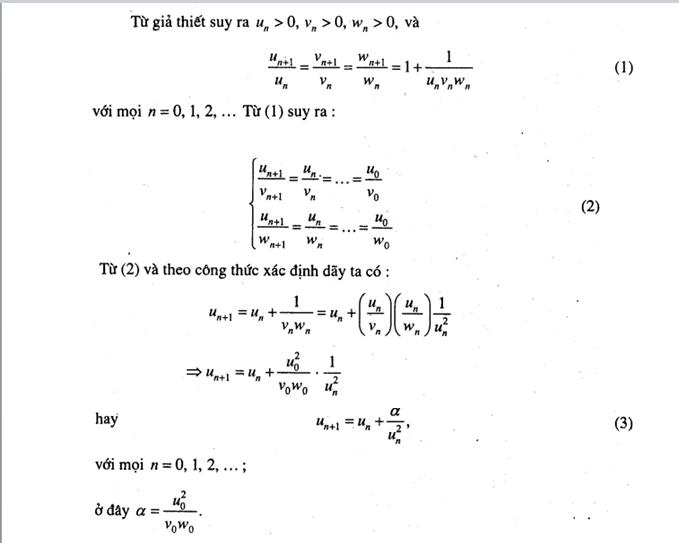 Từ giả thiết suy ra $u_n > 0, v_n > 0, w_n > 0$, và
$\frac{u_{n+1}}{u_n} = \frac{v_{n+1}}{v_n} = \frac{w_{n+1}}{w_n} = 1 + \frac{1}{u_n v_n w_n}$ (1)
với mọi $n = 0, 1, 2, …$ Từ (1) suy ra :
$\begin{cases} \frac{u_{n+1}}{v_{n+1}} = \frac{u_n}{v_n} = … = \frac{u_0}{v_0} \\ \frac{u_{n+1}}{w_{n+1}} = \frac{u_n}{w_n} = … = \frac{u_0}{w_0} \end{cases}$ (2)
Từ (2) và theo công thức xác định dãy ta có :
$u_{n+1} = u_n + \frac{1}{v_n w_n} = u_n + \left(\frac{u_n}{v_n}\right)\left(\frac{u_n}{w_n}\right)\frac{1}{u_n^2}$
$\Rightarrow u_{n+1} = u_n + \frac{u_0^2}{v_0 w_0} \cdot \frac{1}{u_n^2}$
hay $u_{n+1} = u_n + \frac{\alpha}{u_n^2},$ (3)
với mọi $n = 0, 1, 2, … ;$
ở đây $\alpha = \frac{u_0^2}{v_0 w_0}.$